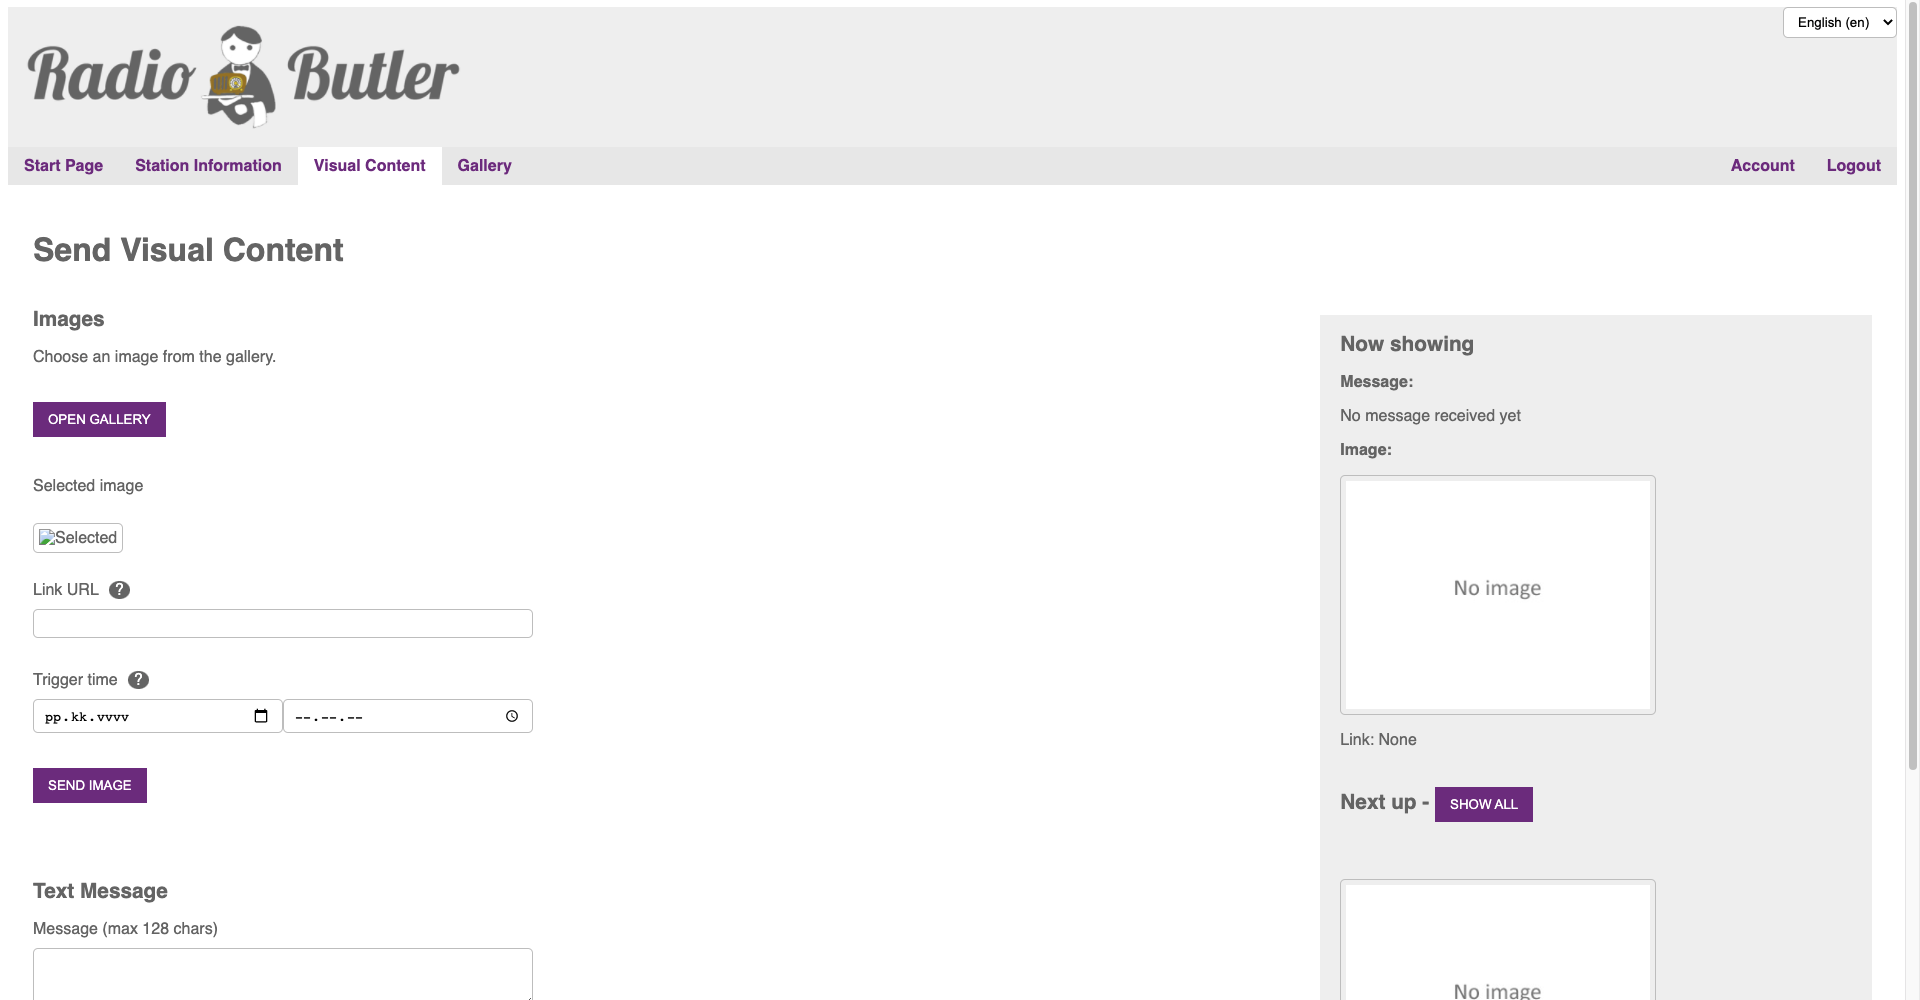 English (en)
Radio Butler
Start Page
Station Information
Visual Content
Gallery
Account
Logout
Send Visual Content
Images
Choose an image from the gallery.
OPEN GALLERY
Selected image
Selected
Link URL ?
Trigger time ?
pp.kk.vvvv
--.--.--
SEND IMAGE
Text Message
Message (max 128 chars)
Now showing
Message:
No message received yet
Image:
No image
Link: None
Next up - SHOW ALL
No image